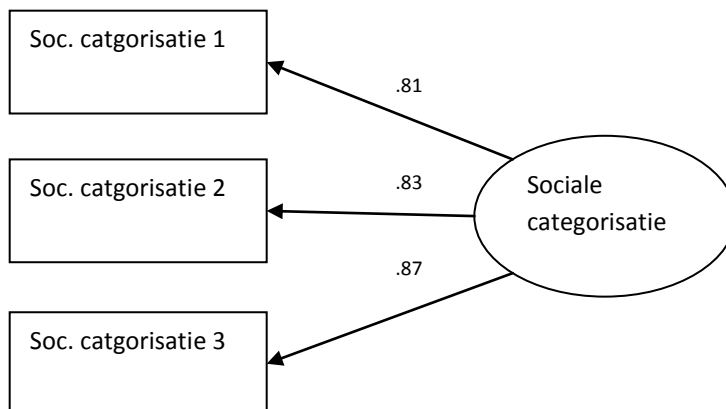 Soc. catgorisatie 1
.81
Soc. catgorisatie 2
.83
Sociale
categorisatie
.87
Soc. catgorisatie 3